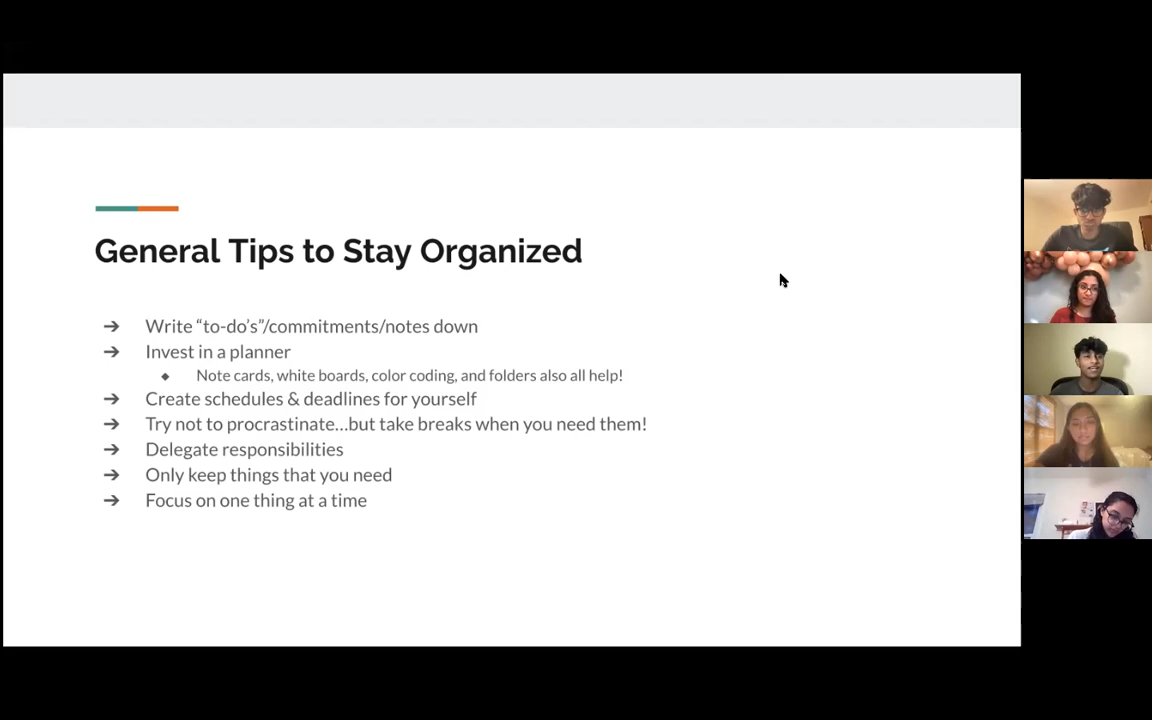 General Tips to Stay Organized
➔ Write “to-do’s”/commitments/notes down
➔ Invest in a planner
◆ Note cards, white boards, color coding, and folders also all help!
➔ Create schedules & deadlines for yourself
➔ Try not to procrastinate...but take breaks when you need them!
➔ Delegate responsibilities
➔ Only keep things that you need
➔ Focus on one thing at a time